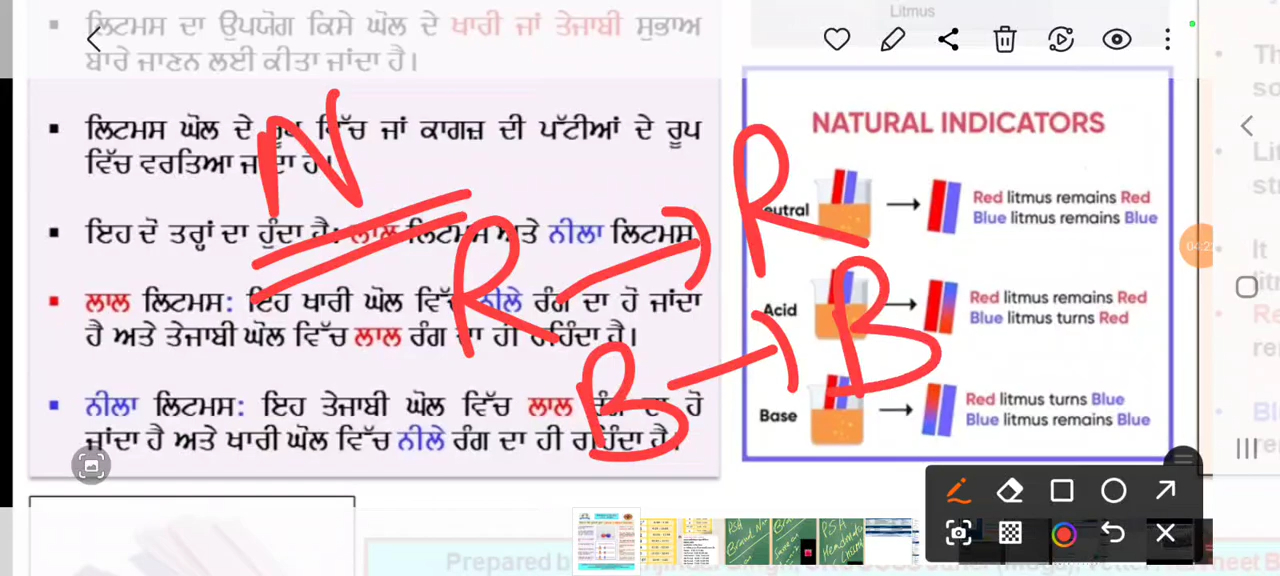 Litmus
ਲਿਟਮਸ ਦਾ ਉਪਯੋਗ ਕਿਸੇ ਘੋਲ ਦੇ ਖਾਰੀ ਜਾਂ ਤੇਜਾਬੀ ਸੁਭਾਅ
ਬਾਰੇ ਜਾਣਨ ਲਈ ਕੀਤਾ ਜਾਂਦਾ ਹੈ।
ਲਿਟਮਸ ਘੋਲ ਦੇ ਰੂਪ ਵਿੱਚ ਜਾਂ ਕਾਗਜ਼ ਦੀ ਪੱਟੀਆਂ ਦੇ ਰੂਪ
ਵਿੱਚ ਵਰਤਿਆ ਜਾਂਦਾ ਹੈ।
ਇਹ ਦੋ ਤਰ੍ਹਾਂ ਦਾ ਹੁੰਦਾ ਹੈ: ਲਾਲ ਲਿਟਮਸ ਅਤੇ ਨੀਲਾ ਲਿਟਮਸ
ਲਾਲ ਲਿਟਮਸ: ਇਹ ਖਾਰੀ ਘੋਲ ਵਿੱਚ ਨੀਲੇ ਰੰਗ ਦਾ ਹੋ ਜਾਂਦਾ
ਹੈ ਅਤੇ ਤੇਜਾਬੀ ਘੋਲ ਵਿੱਚ ਲਾਲ ਰੰਗ ਦਾ ਹੀ ਰਹਿੰਦਾ ਹੈ।
ਨੀਲਾ ਲਿਟਮਸ: ਇਹ ਤੇਜਾਬੀ ਘੋਲ ਵਿੱਚ ਲਾਲ ਰੰਗ ਦਾ ਹੋ
ਜਾਂਦਾ ਹੈ ਅਤੇ ਖਾਰੀ ਘੋਲ ਵਿੱਚ ਨੀਲੇ ਰੰਗ ਦਾ ਹੀ ਰਹਿੰਦਾ ਹੈ।
N
R → R
B → B
NATURAL INDICATORS
Neutral
Red litmus remains Red
Blue litmus remains Blue
Acid
Red litmus remains Red
Blue litmus turns Red
Base
Red litmus turns Blue
Blue litmus remains Blue
Prepared by